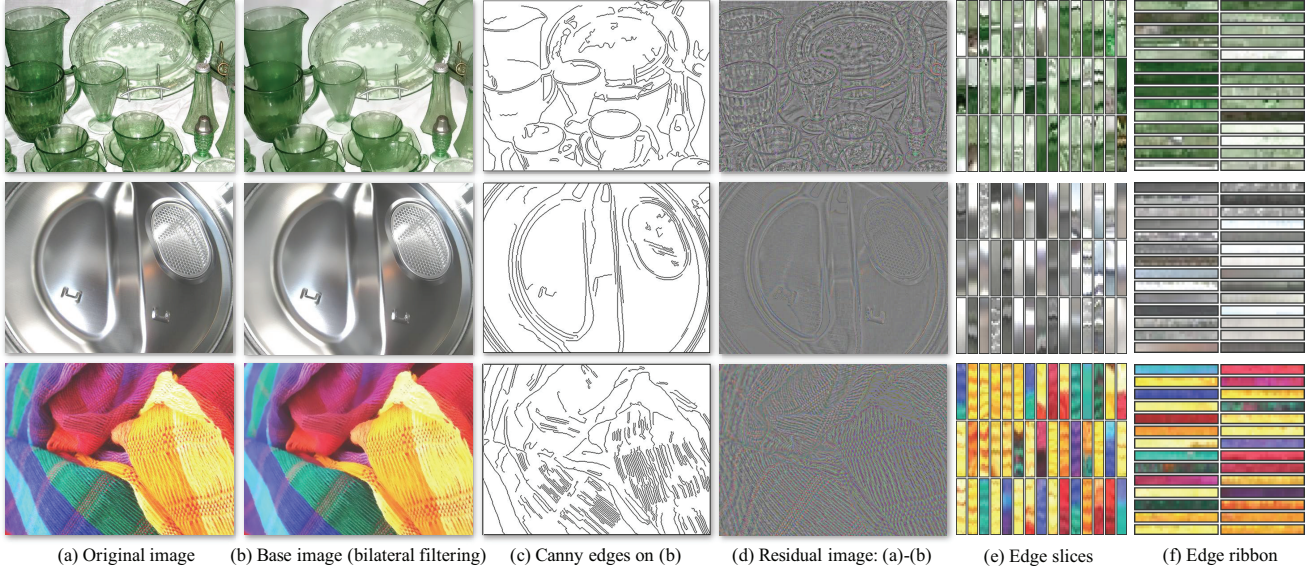 (a) Original image
(b) Base image (bilateral filtering)
(c) Canny edges on (b)
(d) Residual image: (a)-(b)
(e) Edge slices
(f) Edge ribbon